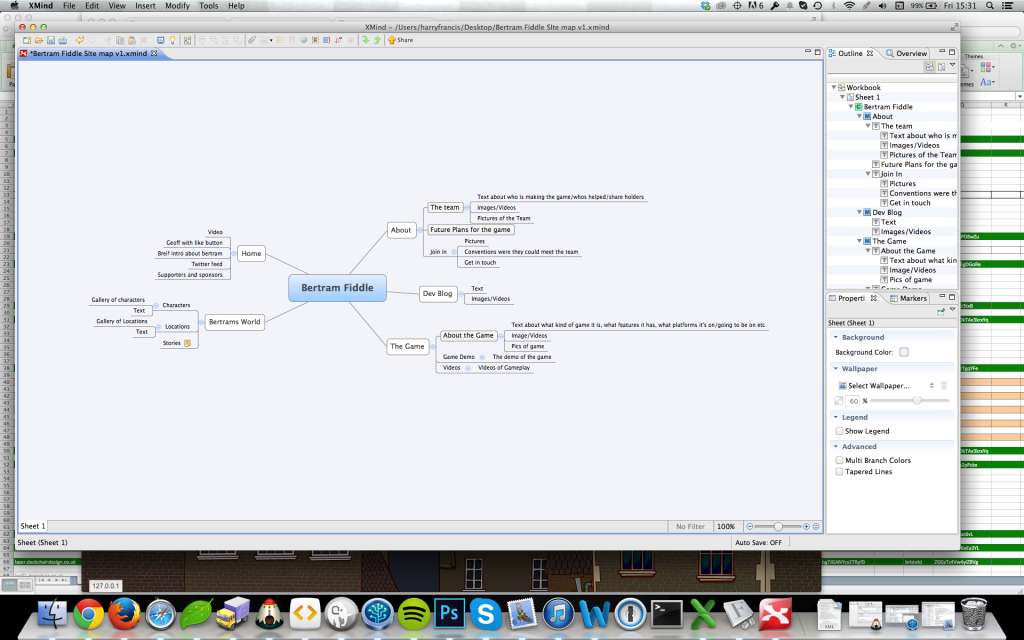 XMind File Edit View Insert Modify Tools Help
6 99% Fri 15:31
XMind - /Users/harryfrancis/Desktop/Bertram Fiddle SIte map v1.xmind
Share
*Bertram Fiddle SIte map v1.xmind
Bertram Fiddle
Home
Video
Geoff with like button
Breif intro about bertram
Twitter feed
Supporters and sponsors
Bertrams World
Characters
Gallery of characters
Text
Locations
Gallery of Locations
Text
Stories
About
The team
Text about who is making the game/whos helped/share holders
Images/Videos
Pictures of the Team
Future Plans for the game
Join In
Pictures
Conventions were they could meet the team
Get in touch
Dev Blog
Text
Images/Videos
The Game
About the Game
Text about what kind of game it is, what features it has, what platforms it's on/going to be on etc
Image/Videos
Pics of game
Game Demo
The demo of the game
Videos
Videos of Gameplay
Sheet 1
No Filter 100%
Sheet (Sheet 1)
Auto Save: OFF
Outline Overview
Workbook
Sheet 1
Bertram Fiddle
About
The team
Text about who is m
Images/Videos
Pictures of the Team
Future Plans for the ga
Join In
Pictures
Conventions were th
Get in touch
Dev Blog
Text
Images/Videos
The Game
About the Game
Text about what kin
Image/Videos
Pics of game
Game Demo
Properti Markers
Sheet (Sheet 1)
Background
Background Color:
Wallpaper
Select Wallpaper...
60 %
Legend
Show Legend
Advanced
Multi Branch Colors
Tapered Lines
Themes
Aa
127.0.0.1
Ps
XML